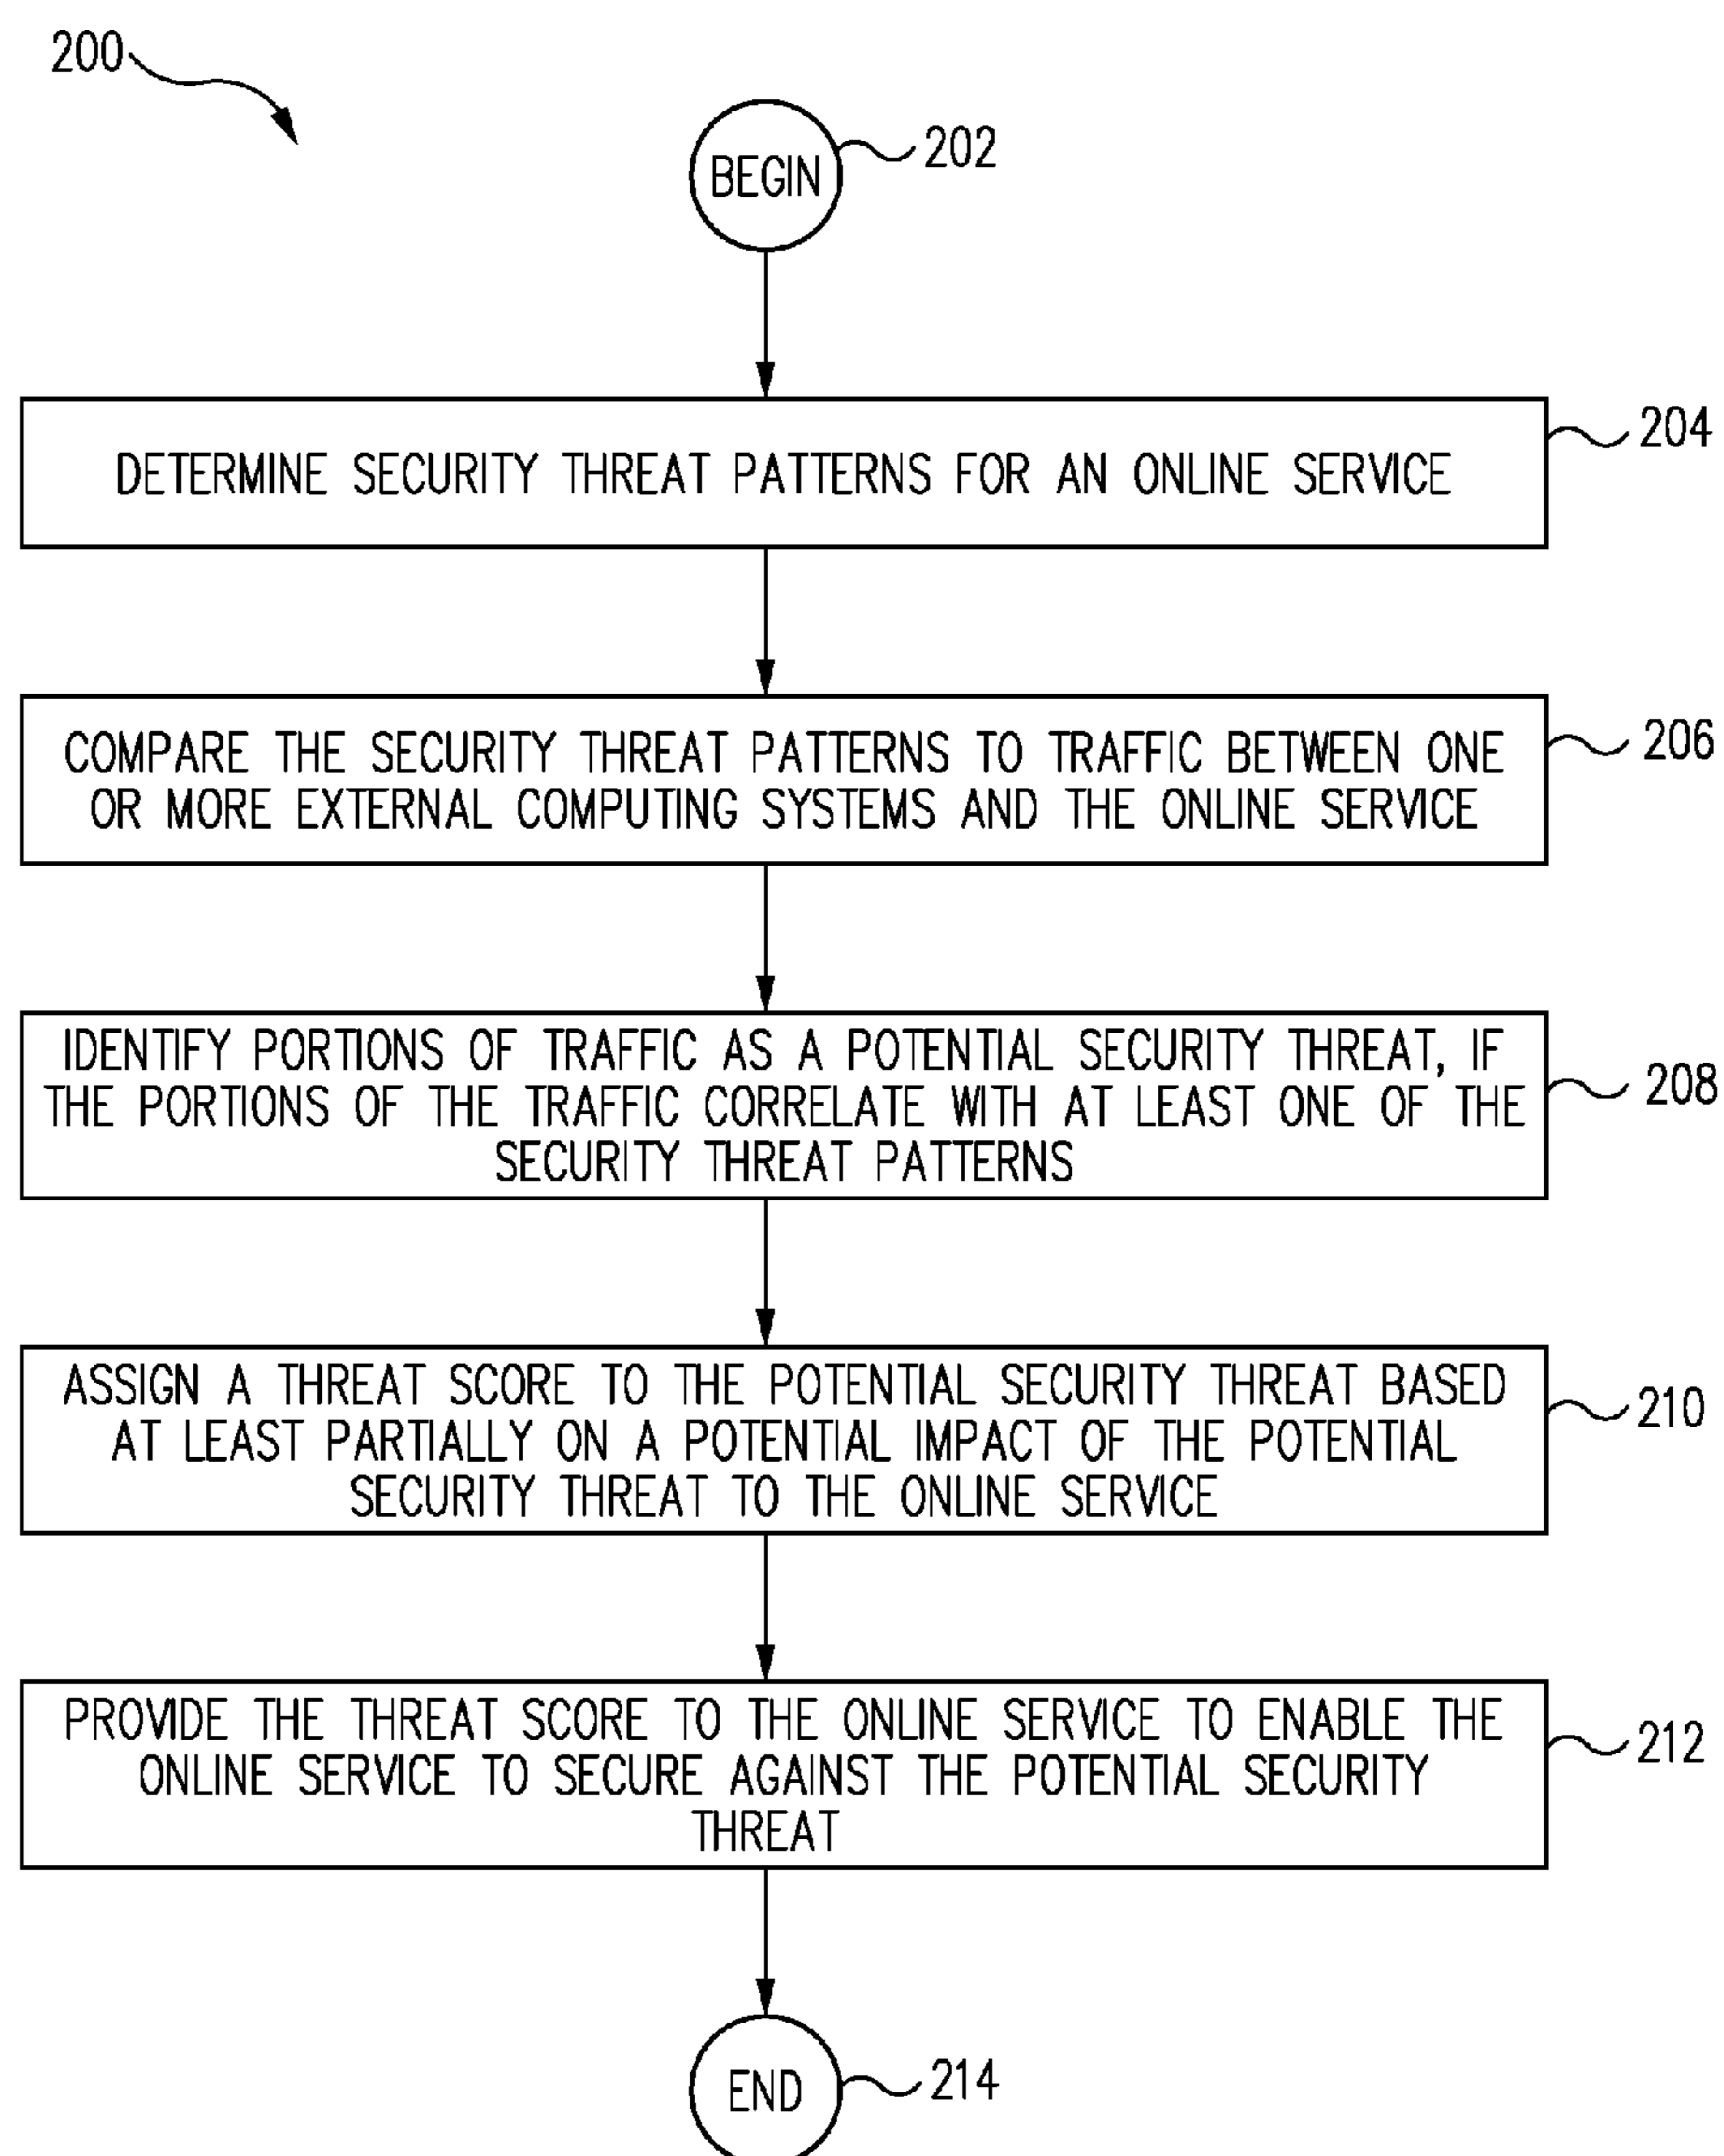 200
BEGIN
202
DETERMINE SECURITY THREAT PATTERNS FOR AN ONLINE SERVICE
204
COMPARE THE SECURITY THREAT PATTERNS TO TRAFFIC BETWEEN ONE
OR MORE EXTERNAL COMPUTING SYSTEMS AND THE ONLINE SERVICE
206
IDENTIFY PORTIONS OF TRAFFIC AS A POTENTIAL SECURITY THREAT, IF
THE PORTIONS OF THE TRAFFIC CORRELATE WITH AT LEAST ONE OF THE
SECURITY THREAT PATTERNS
208
ASSIGN A THREAT SCORE TO THE POTENTIAL SECURITY THREAT BASED
AT LEAST PARTIALLY ON A POTENTIAL IMPACT OF THE POTENTIAL
SECURITY THREAT TO THE ONLINE SERVICE
210
PROVIDE THE THREAT SCORE TO THE ONLINE SERVICE TO ENABLE THE
ONLINE SERVICE TO SECURE AGAINST THE POTENTIAL SECURITY
THREAT
212
END
214